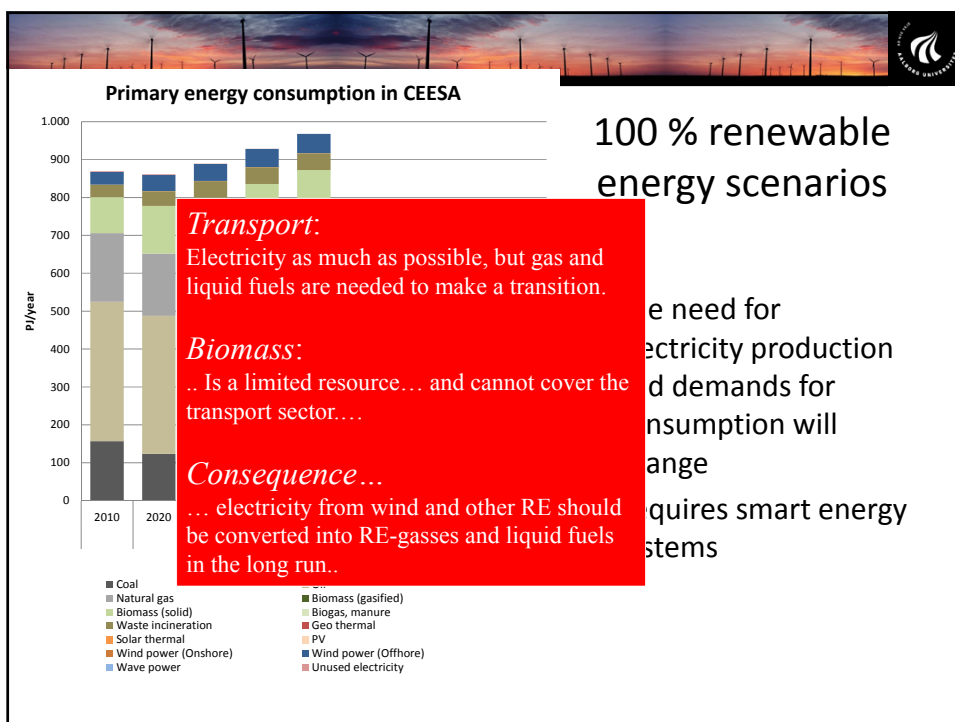 AALBORG UNIVERSITY
Primary energy consumption in CEESA
1.000
900
800
700
600
500
400
300
200
100
0
PJ/year
2010 2020
Coal
Natural gas
Biomass (solid)
Waste incineration
Solar thermal
Wind power (Onshore)
Wave power
Biomass (gasified)
Biogas, manure
Geo thermal
PV
Wind power (Offhore)
Unused electricity
Transport:
Electricity as much as possible, but gas and
liquid fuels are needed to make a transition.
Biomass:
.. Is a limited resource… and cannot cover the
transport sector.…
Consequence…
… electricity from wind and other RE should
be converted into RE-gasses and liquid fuels
in the long run..
100 % renewable
energy scenarios
e need for
ectricity production
d demands for
nsumption will
ange
quires smart energy
stems